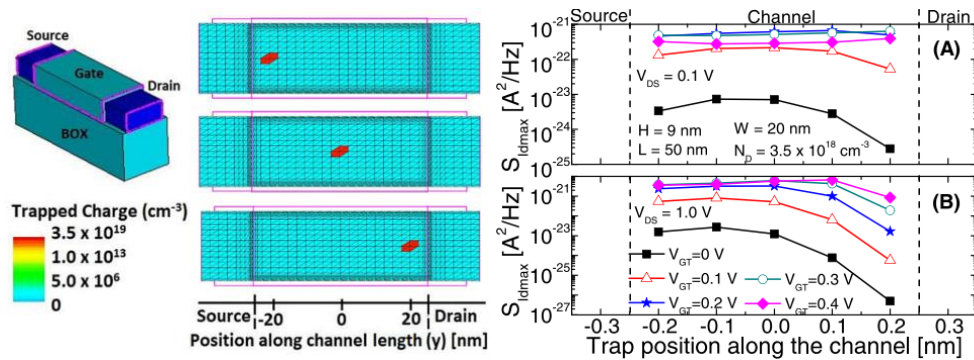 Source
Gate
Drain
BOX
Trapped Charge (cm⁻³)
3.5 x 10¹⁹
1.0 x 10¹³
5.0 x 10⁶
0
Source
-20
0
20
Drain
Position along channel length (y) [nm]
Source
Channel
Drain
S_Idmax [A²/Hz]
10⁻²¹
10⁻²²
10⁻²³
10⁻²⁴
10⁻²⁵
(A)
V_DS = 0.1 V
H = 9 nm
W = 20 nm
L = 50 nm
N_D = 3.5 x 10¹⁸ cm⁻³
S_Idmax [A²/Hz]
10⁻²¹
10⁻²³
10⁻²⁵
10⁻²⁷
(B)
V_DS = 1.0 V
V_GT=0 V
V_GT=0.1 V
V_GT=0.2 V
V_GT=0.3 V
V_GT=0.4 V
-0.3 -0.2 -0.1 0.0 0.1 0.2 0.3
Trap position along the channel [nm]